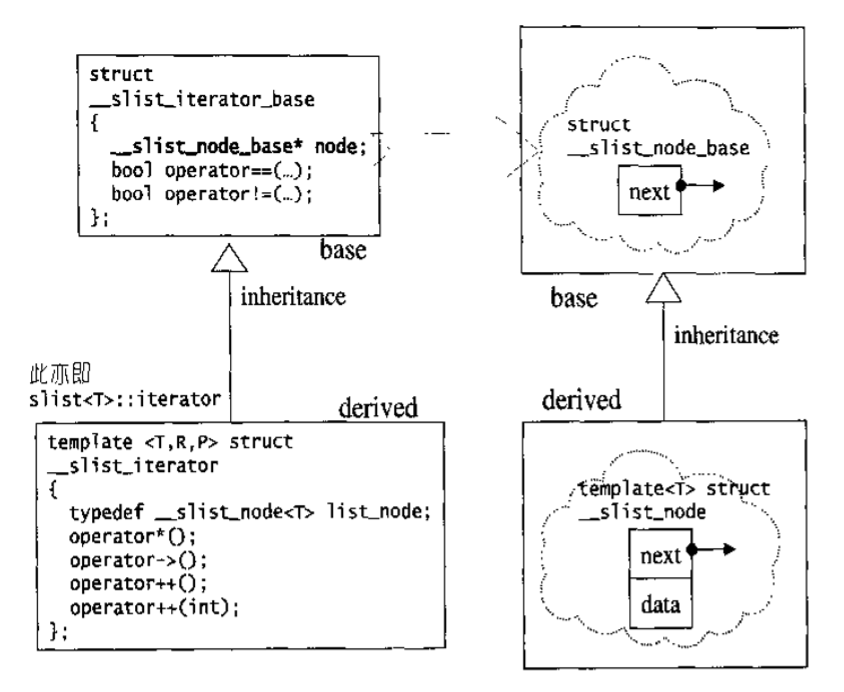 struct
__slist_iterator_base
{
__slist_node_base* node;
bool operator==(…);
bool operator!=(…);
};
base
inheritance
此亦即
slist<T>::iterator
derived
template <T,R,P> struct
__slist_iterator
{
typedef __slist_node<T> list_node;
operator*();
operator->();
operator++();
operator++(int);
};
struct
__slist_node_base
next
base
inheritance
derived
template<T> struct
__slist_node
next
data